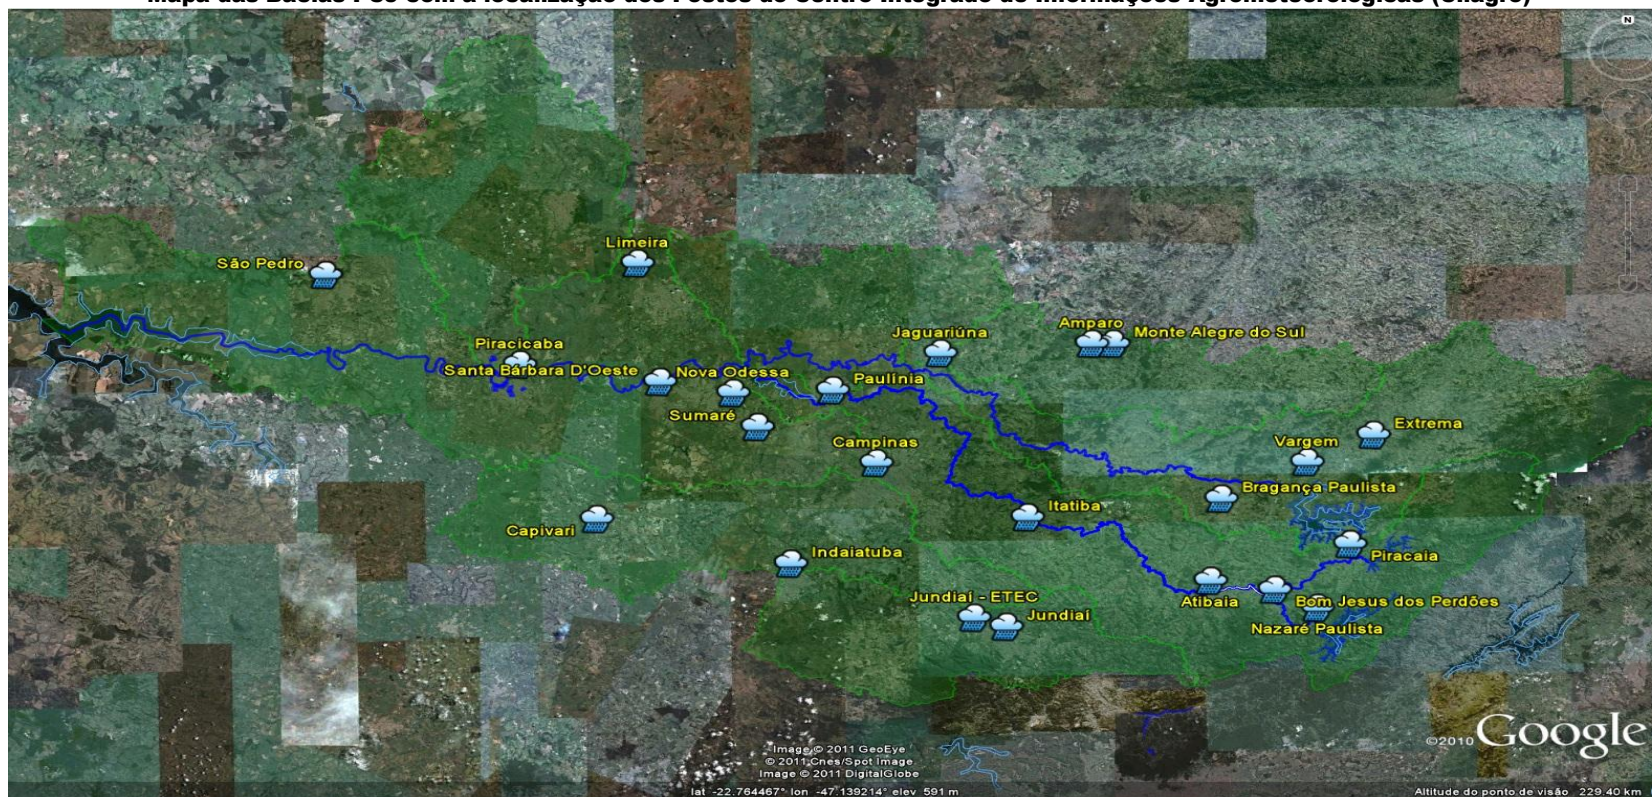 Mapa das Bacias PCJ com a localização dos Postos do Centro Integrado de Informações Agrometeorológicas (Ciiagro)
N
Limeira
São Pedro
Amparo
Jaguariúna
Monte Alegre do Sul
Piracicaba
Santa Bárbara D'Oeste
Nova Odessa
Paulínia
Sumaré
Extrema
Campinas
Vargem
Bragança Paulista
Itatiba
Capivari
Indaiatuba
Piracaia
Jundiaí - ETEC
Jundiaí
Atibaia
Bom Jesus dos Perdões
Nazaré Paulista
©2010 Google
Image © 2011 GeoEye
© 2011 Cnes/Spot Image
Image © 2011 DigitalGlobe
lat -22.764467° lon -47.139214° elev 591 m
Altitude do ponto de visão 229.40 km